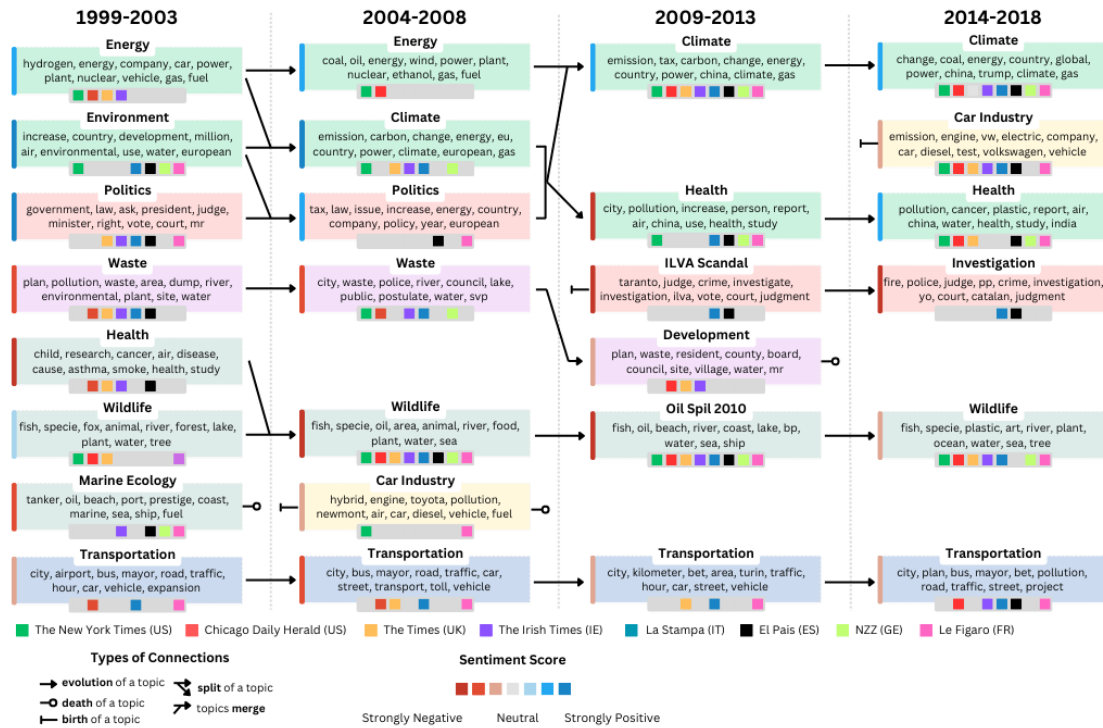 1999-2003
Energy
hydrogen, energy, company, car, power,
plant, nuclear, vehicle, gas, fuel
Environment
increase, country, development, million,
air, environmental, use, water, european
Politics
government, law, ask, president, judge,
minister, right, vote, court, mr
Waste
plan, pollution, waste, area, dump, river,
environmental, plant, site, water
Health
child, research, cancer, air, disease,
cause, asthma, smoke, health, study
Wildlife
fish, specie, fox, animal, river, forest, lake,
plant, water, tree
Marine Ecology
tanker, oil, beach, port, prestige, coast,
marine, sea, ship, fuel
Transportation
city, airport, bus, mayor, road, traffic,
hour, car, vehicle, expansion
2004-2008
Energy
coal, oil, energy, wind, power, plant,
nuclear, ethanol, gas, fuel
Climate
emission, carbon, change, energy, eu,
country, power, climate, european, gas
Politics
tax, law, issue, increase, energy, country,
company, policy, year, european
Waste
city, waste, police, river, council, lake,
public, postulate, water, svp
Wildlife
fish, specie, oil, area, animal, river, food,
plant, water, sea
Car Industry
hybrid, engine, toyota, pollution,
newmont, air, car, diesel, vehicle, fuel
Transportation
city, bus, mayor, road, traffic, car,
street, transport, toll, vehicle
2009-2013
Climate
emission, tax, carbon, change, energy,
country, power, china, climate, gas
Health
city, pollution, increase, person, report,
air, china, use, health, study
ILVA Scandal
taranto, judge, crime, investigate,
investigation, ilva, vote, court, judgment
Development
plan, waste, resident, county, board,
council, site, village, water, mr
Oil Spil 2010
fish, oil, beach, river, coast, lake, bp,
water, sea, ship
Transportation
city, kilometer, bet, area, turin, traffic,
hour, car, street, vehicle
2014-2018
Climate
change, coal, energy, country, global,
power, china, trump, climate, gas
Car Industry
emission, engine, vw, electric, company,
car, diesel, test, volkswagen, vehicle
Health
pollution, cancer, plastic, report, air,
china, water, health, study, india
Investigation
fire, police, judge, pp, crime, investigation,
yo, court, catalan, judgment
Wildlife
fish, specie, plastic, art, river, plant,
ocean, water, sea, tree
Transportation
city, plan, bus, mayor, bet, pollution,
road, traffic, street, project
The New York Times (US) Chicago Daily Herald (US) The Times (UK) The Irish Times (IE) La Stampa (IT) El Pais (ES) NZZ (GE) Le Figaro (FR)
Types of Connections
evolution of a topic
death of a topic
birth of a topic
split of a topic
topics merge
Sentiment Score
Strongly Negative Neutral Strongly Positive